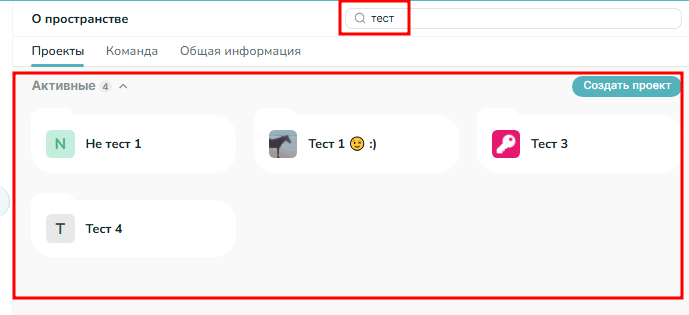 О пространстве
тест
Проекты Команда Общая информация
Активные 4
Создать проект
N Не тест 1
Тест 1 😉 :)
Тест 3
T Тест 4